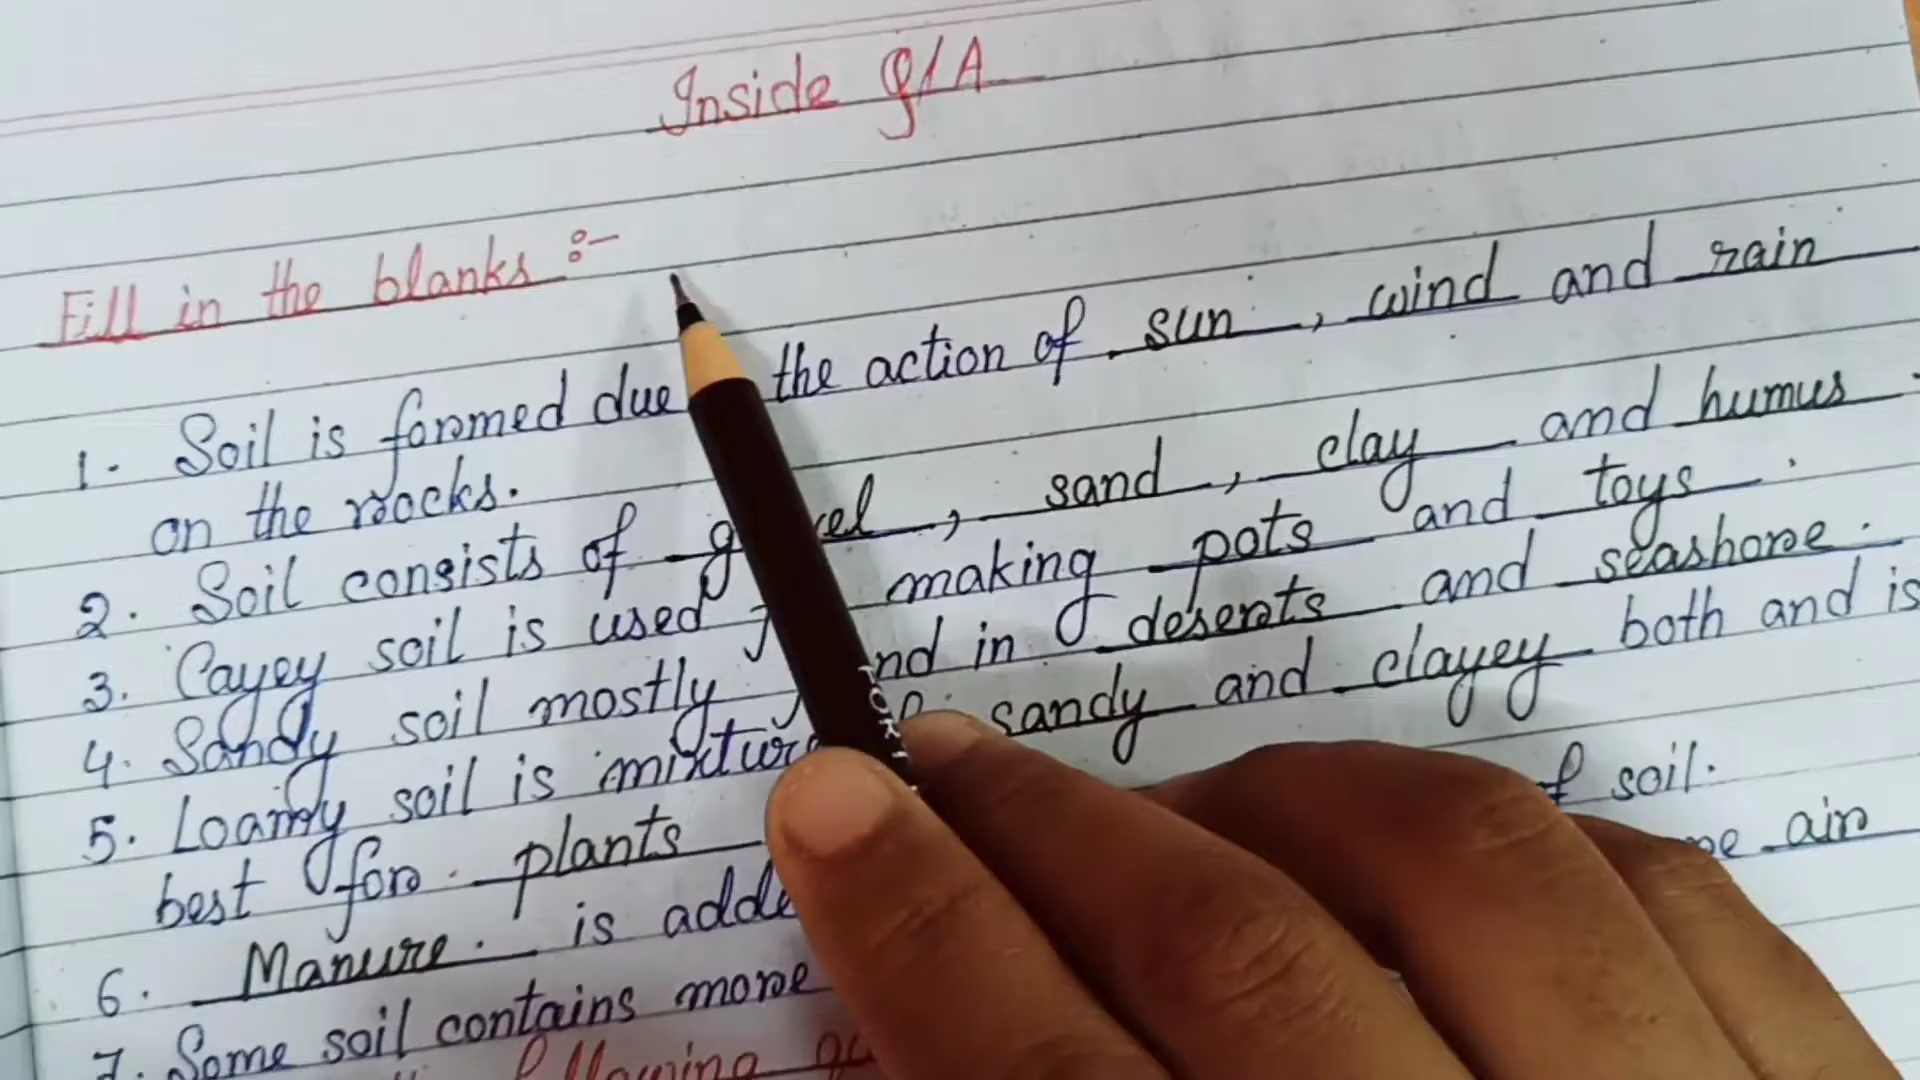 Inside Q/A
Fill in the blanks :-
1. Soil is formed due the action of sun, wind and rain
on the rocks.
2. Soil consists of sand, clay and humus.
3. Cayey soil is used making pots and toys.
4. Sandy soil mostly in deserts and seashore.
5. Loamy soil is sandy and clayey both and is
best for plants soil.
6. Manure. is air
7. Some soil contains more